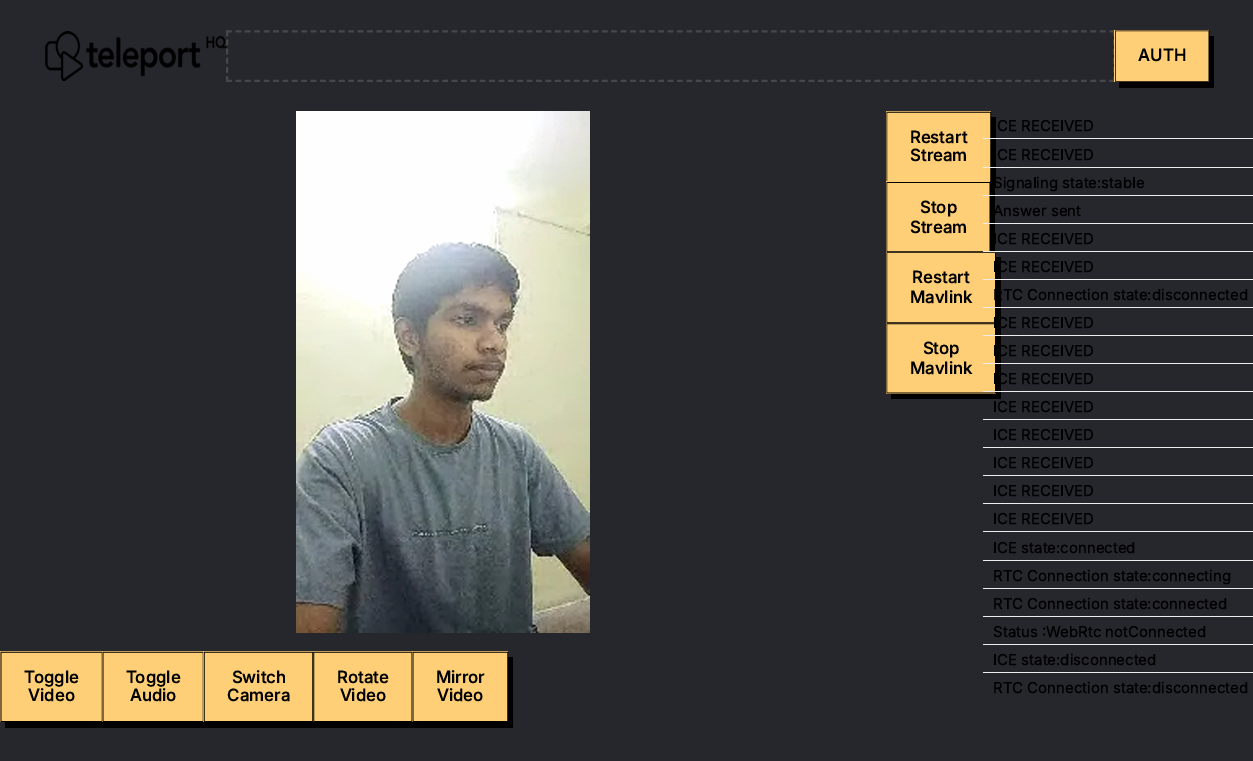 teleport HQ
AUTH
Restart
Stream
Stop
Stream
Restart
Mavlink
Stop
Mavlink
ICE RECEIVED
ICE RECEIVED
Signaling state:stable
Answer sent
ICE RECEIVED
ICE RECEIVED
RTC Connection state:disconnected
ICE RECEIVED
ICE RECEIVED
ICE RECEIVED
ICE RECEIVED
ICE RECEIVED
ICE RECEIVED
ICE RECEIVED
ICE RECEIVED
ICE state:connected
RTC Connection state:connecting
RTC Connection state:connected
Status :WebRtc notConnected
ICE state:disconnected
RTC Connection state:disconnected
Toggle
Video
Toggle
Audio
Switch
Camera
Rotate
Video
Mirror
Video